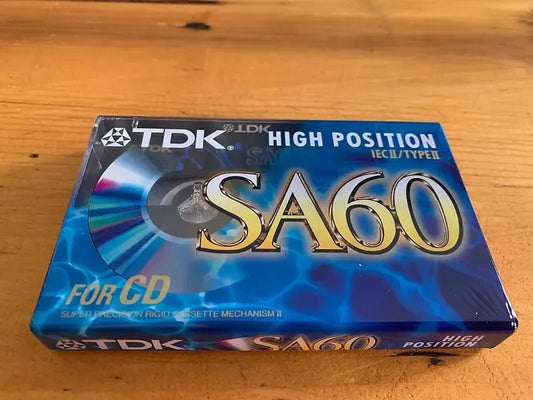 TDK
HIGH POSITION
IECII/TYPEII
SA60
FOR CD
SUPER PRECISION RIGID CASSETTE MECHANISM II
TDK SA60 HIGH
POSITION